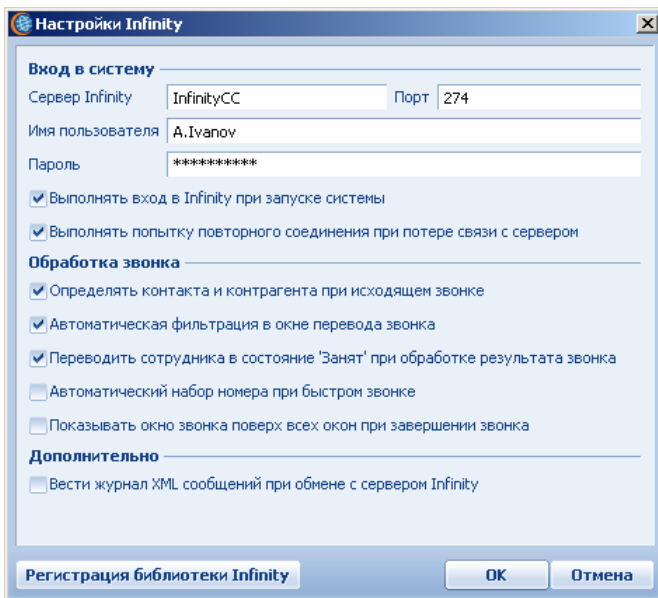 Настройки Infinity
Вход в систему
Сервер Infinity InfinityCC Порт 274
Имя пользователя A.Ivanov
Пароль **********
Выполнять вход в Infinity при запуске системы
Выполнять попытку повторного соединения при потере связи с сервером
Обработка звонка
Определять контакта и контрагента при исходящем звонке
Автоматическая фильтрация в окне перевода звонка
Переводить сотрудника в состояние 'Занят' при обработке результата звонка
Автоматический набор номера при быстром звонке
Показывать окно звонка поверх всех окон при завершении звонка
Дополнительно
Вести журнал XML сообщений при обмене с сервером Infinity
Регистрация библиотеки Infinity OK Отмена